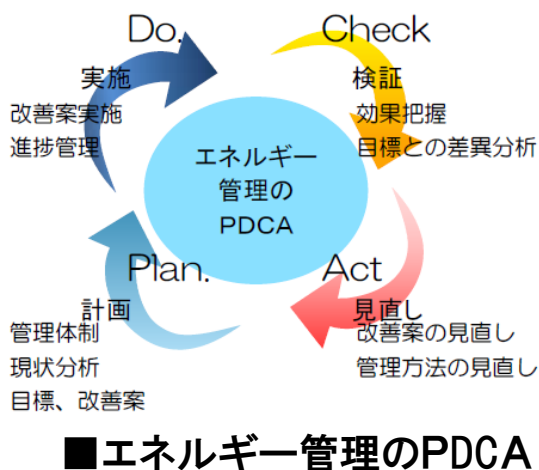 Do.
実施
改善案実施
進捗管理
Check
検証
効果把握
目標との差異分析
エネルギー
管理の
PDCA
Plan.
計画
管理体制
現状分析
目標、改善案
Act
見直し
改善案の見直し
管理方法の見直し
■エネルギー管理のPDCA